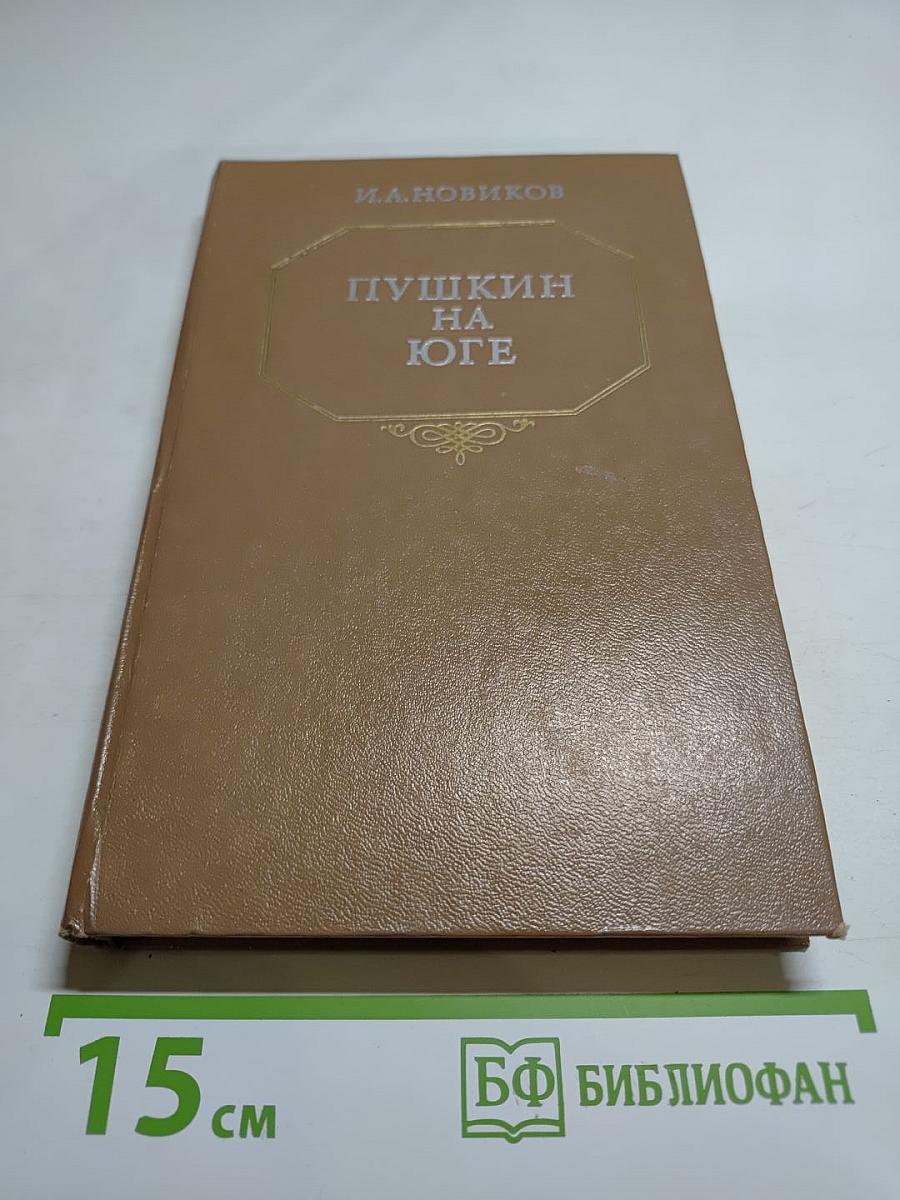 И.А.НОВИКОВ
ПУШКИН
НА
ЮГЕ
15 см
БФ БИБЛИОФАН